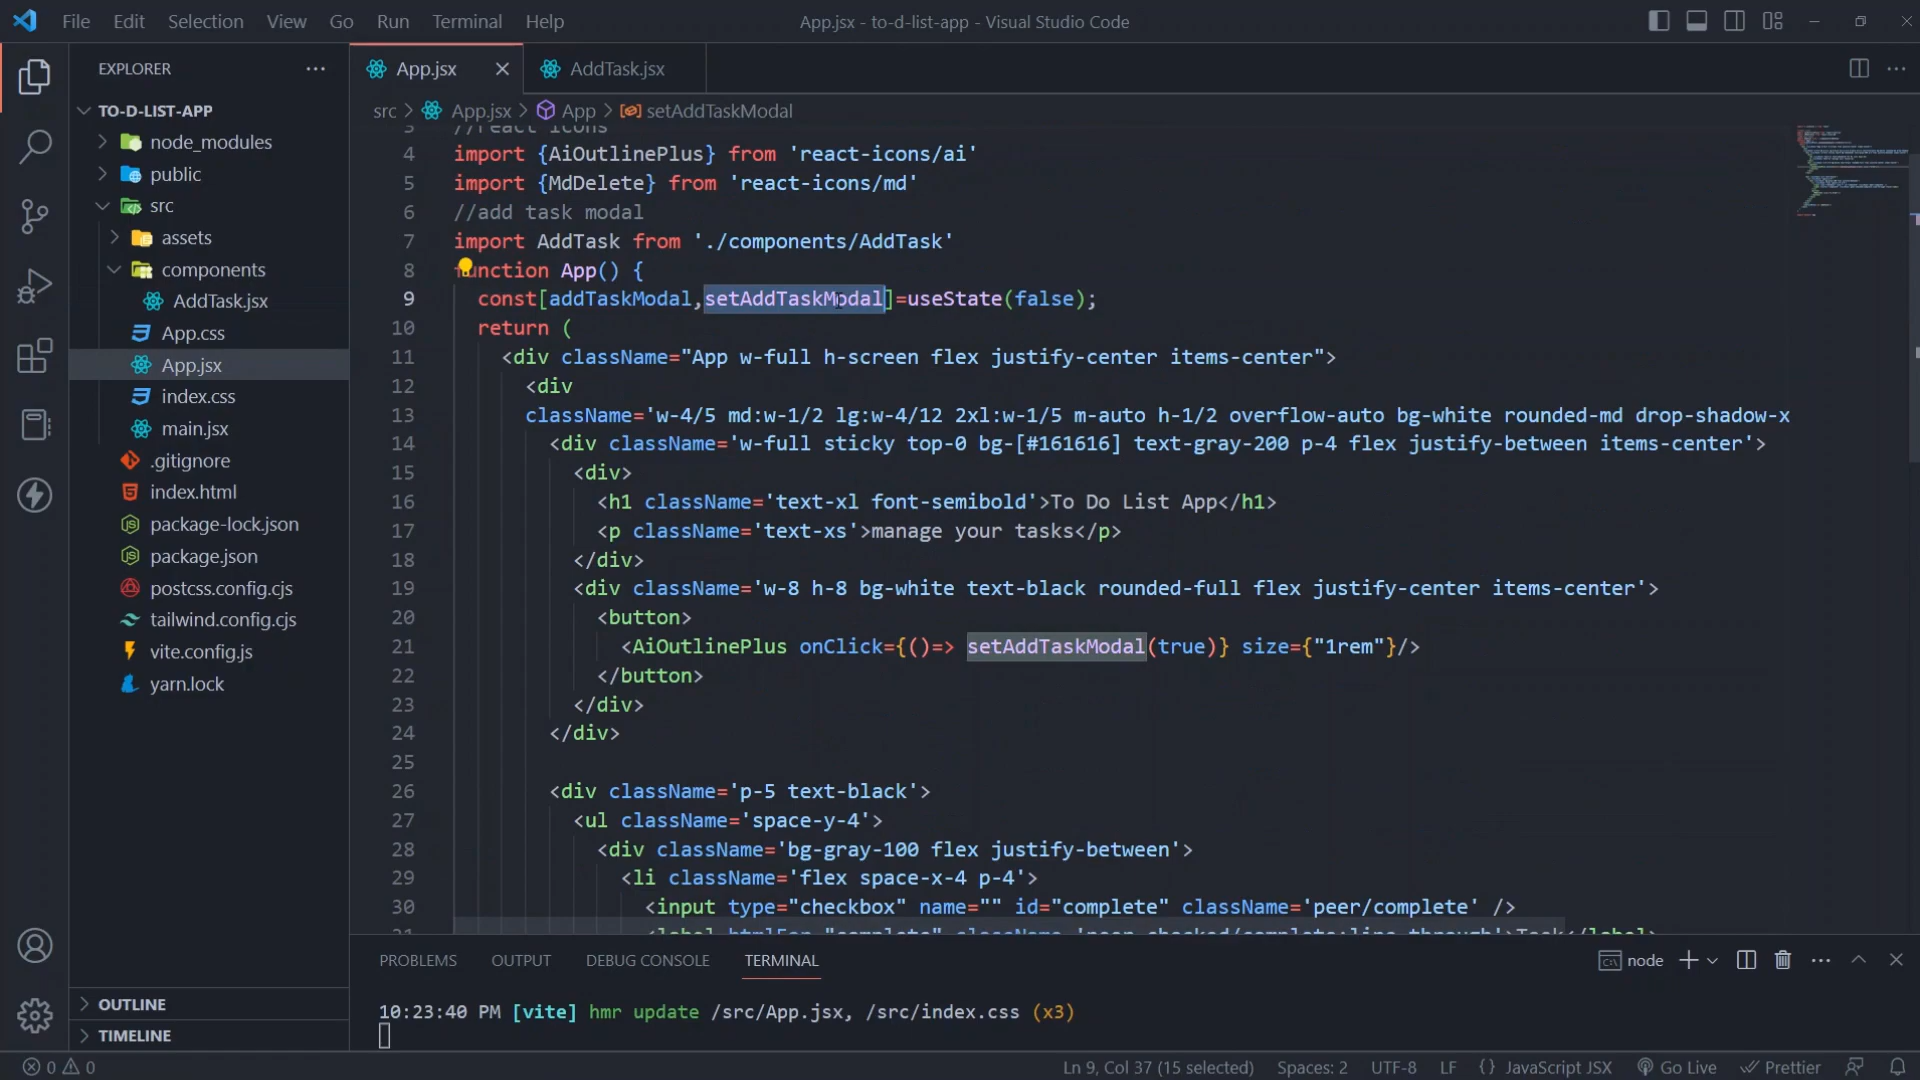 File Edit Selection View Go Run Terminal Help
App.jsx - to-d-list-app - Visual Studio Code
EXPLORER
TO-D-LIST-APP
node_modules
public
src
assets
components
AddTask.jsx
App.css
App.jsx
index.css
main.jsx
.gitignore
index.html
package-lock.json
package.json
postcss.config.cjs
tailwind.config.cjs
vite.config.js
yarn.lock
OUTLINE
TIMELINE
App.jsx AddTask.jsx
src > App.jsx > App > setAddTaskModal
3 //react icons
4 import {AiOutlinePlus} from 'react-icons/ai'
5 import {MdDelete} from 'react-icons/md'
6 //add task modal
7 import AddTask from './components/AddTask'
8 function App() {
9 const[addTaskModal,setAddTaskModal]=useState(false);
10 return (
11 <div className="App w-full h-screen flex justify-center items-center">
12 <div
13 className='w-4/5 md:w-1/2 lg:w-4/12 2xl:w-1/5 m-auto h-1/2 overflow-auto bg-white rounded-md drop-shadow-x
14 <div className='w-full sticky top-0 bg-[#161616] text-gray-200 p-4 flex justify-between items-center'>
15 <div>
16 <h1 className='text-xl font-semibold'>To Do List App</h1>
17 <p className='text-xs'>manage your tasks</p>
18 </div>
19 <div className='w-8 h-8 bg-white text-black rounded-full flex justify-center items-center'>
20 <button>
21 <AiOutlinePlus onClick={()=> setAddTaskModal(true)} size={"1rem"}/>
22 </button>
23 </div>
24 </div>
25
26 <div className='p-5 text-black'>
27 <ul className='space-y-4'>
28 <div className='bg-gray-100 flex justify-between'>
29 <li className='flex space-x-4 p-4'>
30 <input type="checkbox" name="" id="complete" className='peer/complete' />
31 <label htmlFor="complete" className='peer-checked/complete:line-through'>Task</label>
PROBLEMS OUTPUT DEBUG CONSOLE TERMINAL
node
10:23:40 PM [vite] hmr update /src/App.jsx, /src/index.css (x3)
0 0
Ln 9, Col 37 (15 selected) Spaces: 2 UTF-8 LF {} JavaScript JSX Go Live Prettier